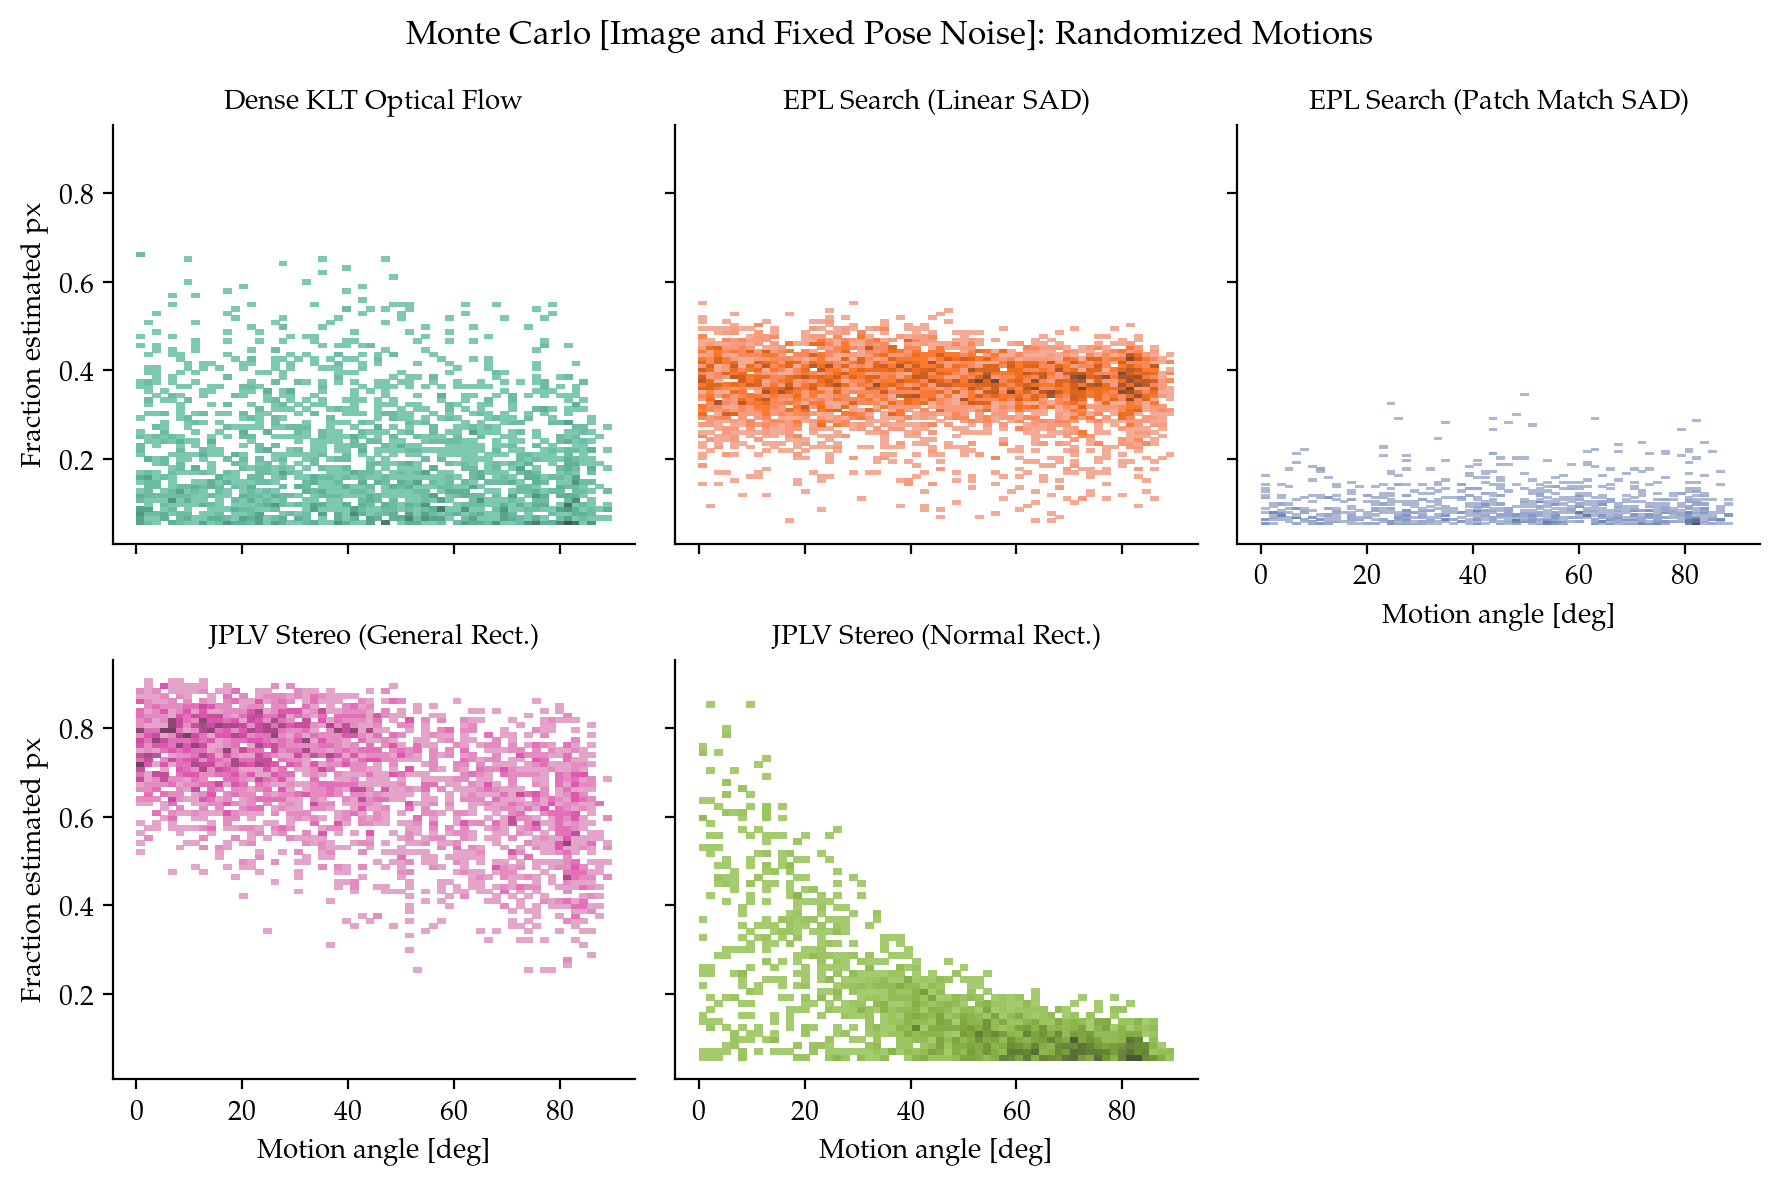 Monte Carlo [Image and Fixed Pose Noise]: Randomized Motions
Dense KLT Optical Flow
EPL Search (Linear SAD)
EPL Search (Patch Match SAD)
Fraction estimated px
0.8
0.6
0.4
0.2
0 20 40 60 80
Motion angle [deg]
JPLV Stereo (General Rect.)
JPLV Stereo (Normal Rect.)
Fraction estimated px
0.8
0.6
0.4
0.2
0 20 40 60 80
0 20 40 60 80
Motion angle [deg]
Motion angle [deg]